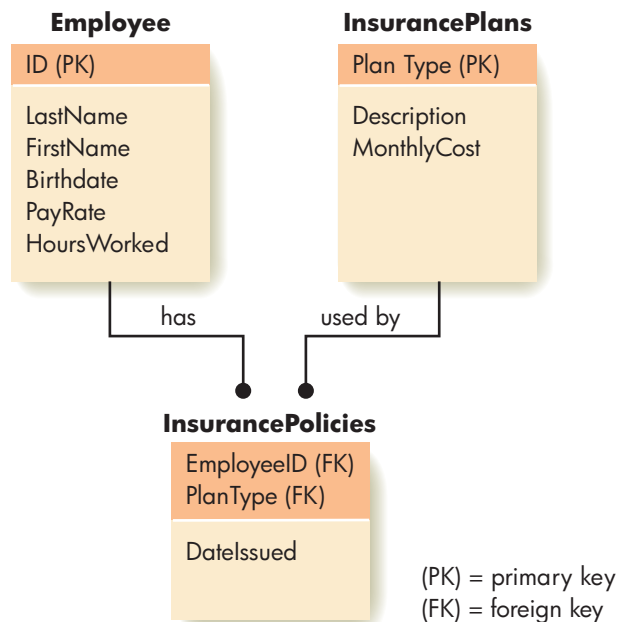 Employee
ID (PK)
LastName
FirstName
Birthdate
PayRate
HoursWorked
InsurancePlans
Plan Type (PK)
Description
MonthlyCost
has
used by
InsurancePolicies
EmployeeID (FK)
PlanType (FK)
DateIssued
(PK) = primary key
(FK) = foreign key